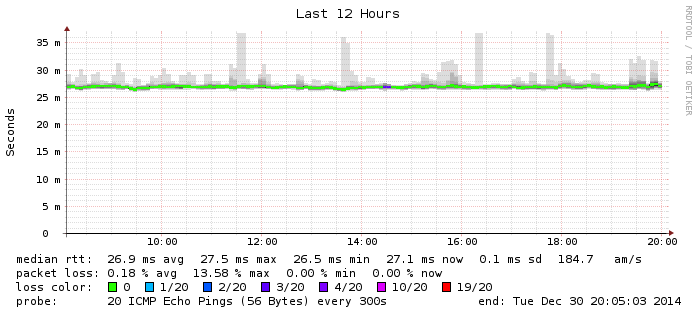 Last 12 Hours
RRDTOOL / TOBI OETIKER
Seconds
35 m
30 m
25 m
20 m
15 m
10 m
5 m
0
10:00 12:00 14:00 16:00 18:00 20:00
median rtt: 26.9 ms avg 27.5 ms max 26.5 ms min 27.1 ms now 0.1 ms sd 184.7 am/s
packet loss: 0.18 % avg 13.58 % max 0.00 % min 0.00 % now
loss color: 0 1/20 2/20 3/20 4/20 10/20 19/20
probe: 20 ICMP Echo Pings (56 Bytes) every 300s end: Tue Dec 30 20:05:03 2014